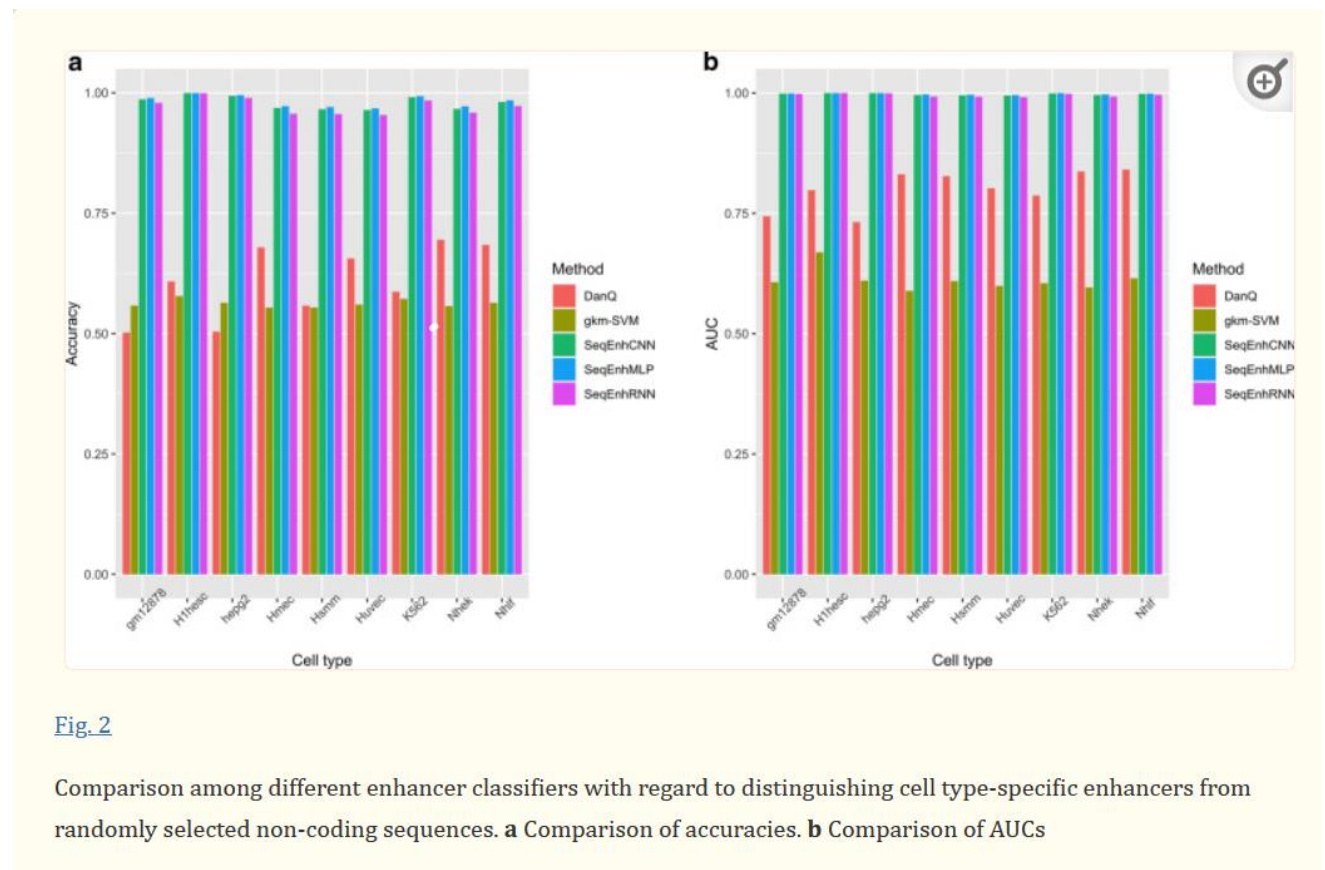 a
b
1.00
0.75
0.50
0.25
0.00
Accuracy
gm12878
H1hesc
hepg2
Hmec
Hsmm
Huvec
K562
Nhek
Nhlf
Cell type
Method
DanQ
gkm-SVM
SeqEnhCNN
SeqEnhMLP
SeqEnhRNN
1.00
0.75
0.50
0.25
0.00
AUC
gm12878
H1hesc
hepg2
Hmec
Hsmm
Huvec
K562
Nhek
Nhlf
Cell type
Method
DanQ
gkm-SVM
SeqEnhCNN
SeqEnhMLP
SeqEnhRNN
Fig. 2
Comparison among different enhancer classifiers with regard to distinguishing cell type-specific enhancers from
randomly selected non-coding sequences. a Comparison of accuracies. b Comparison of AUCs